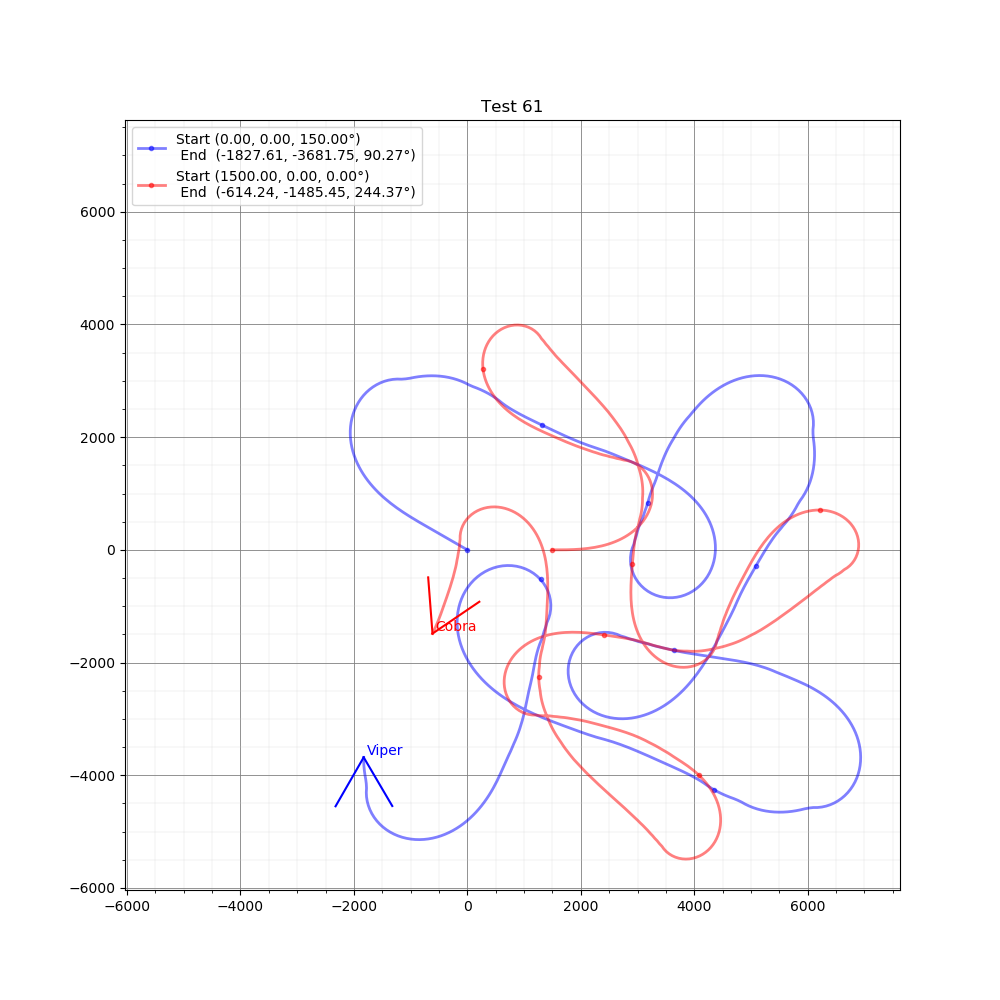 Test 61
Start (0.00, 0.00, 150.00°)
End (-1827.61, -3681.75, 90.27°)
Start (1500.00, 0.00, 0.00°)
End (-614.24, -1485.45, 244.37°)
6000
4000
2000
0
−2000
−4000
−6000
Cobra
Viper
−6000 −4000 −2000 0 2000 4000 6000